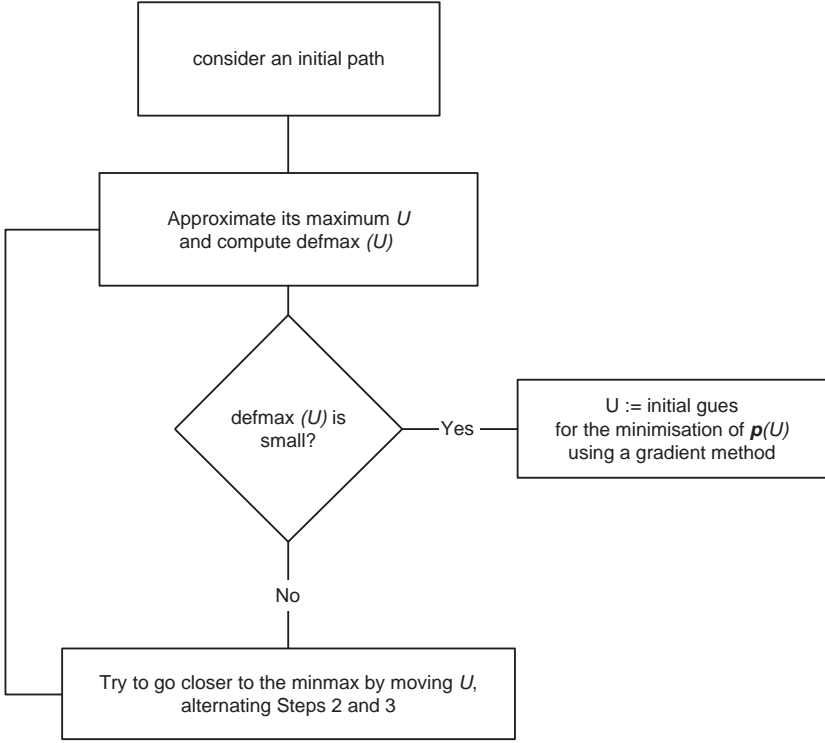 consider an initial path
Approximate its maximum U
and compute defmax (U)
defmax (U) is
small?
Yes
U := initial gues
for the minimisation of p(U)
using a gradient method
No
Try to go closer to the minmax by moving U,
alternating Steps 2 and 3